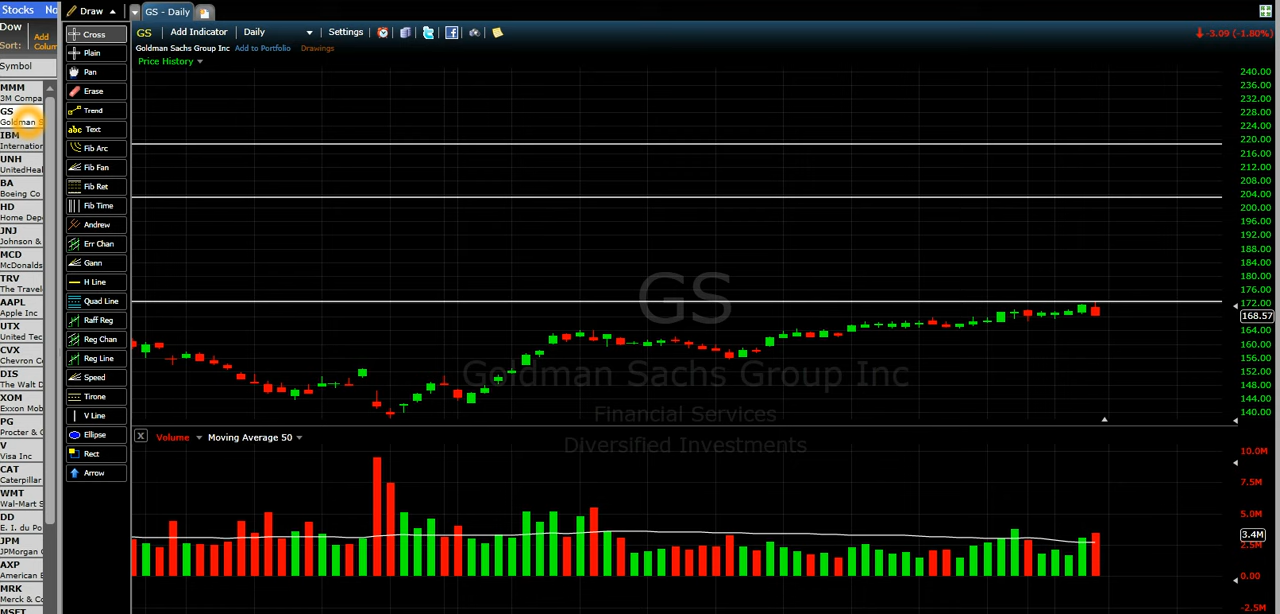 Stocks No
Draw
GS - Daily
Dow
Sort:
Add
Colum
Symbol
MMM
3M Compa
GS
Goldman S
IBM
Internation
UNH
UnitedHeal
BA
Boeing Co
HD
Home Dep
JNJ
Johnson &
MCD
McDonalds
TRV
The Travel
AAPL
Apple Inc
UTX
United Tec
CVX
Chevron C
DIS
The Walt D
XOM
Exxon Mob
PG
Procter & C
V
Visa Inc
CAT
Caterpillar
WMT
Wal-Mart S
DD
E. I. du Po
JPM
JPMorgan C
AXP
American E
MRK
Merck & Co
MSFT
Cross
Plain
Pan
Erase
Trend
abc Text
Fib Arc
Fib Fan
Fib Ret
Fib Time
Andrew
Err Chan
Gann
H Line
Quad Line
Raff Reg
Reg Chan
Reg Line
Speed
Tirone
V Line
Ellipse
Rect
Arrow
GS Add Indicator Daily Settings
-3.09 (-1.80%)
Goldman Sachs Group Inc Add to Portfolio Drawings
Price History
GS
Goldman Sachs Group Inc
Financial Services
Diversified Investments
240.00
236.00
232.00
228.00
224.00
220.00
216.00
212.00
208.00
204.00
200.00
196.00
192.00
188.00
184.00
180.00
176.00
172.00
168.57
164.00
160.00
156.00
152.00
148.00
144.00
140.00
X Volume Moving Average 50
10.0M
7.5M
5.0M
3.4M
2.5M
0.00
-2.5M